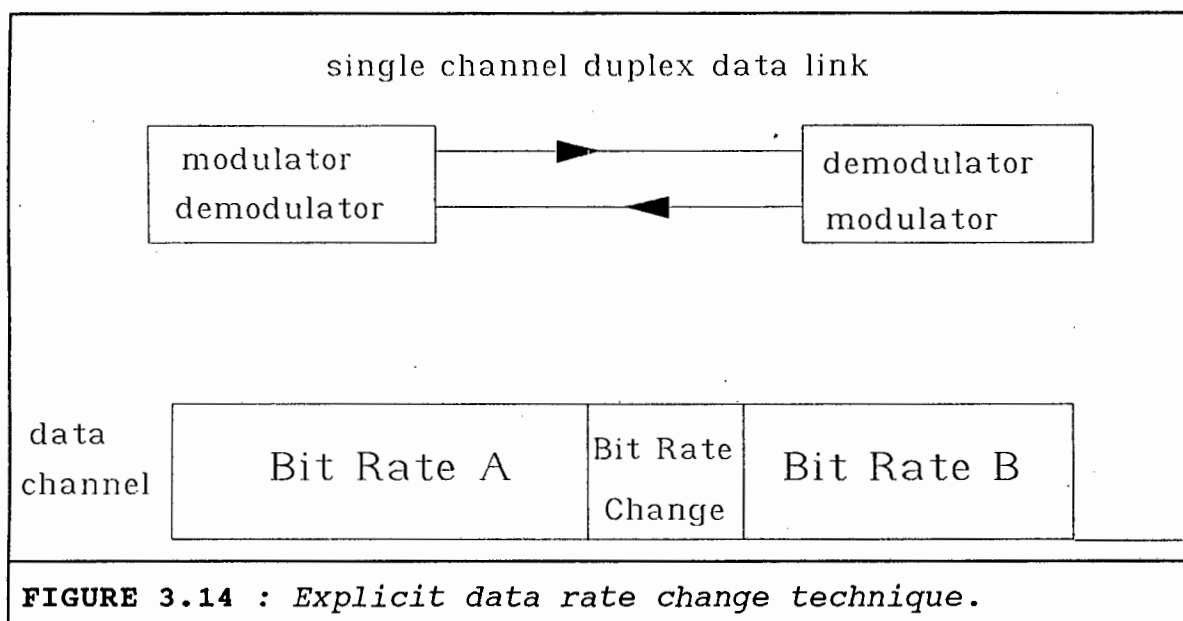 single channel duplex data link
modulator
demodulator
demodulator
modulator
data
channel
Bit Rate A
Bit Rate
Change
Bit Rate B
FIGURE 3.14 : Explicit data rate change technique.